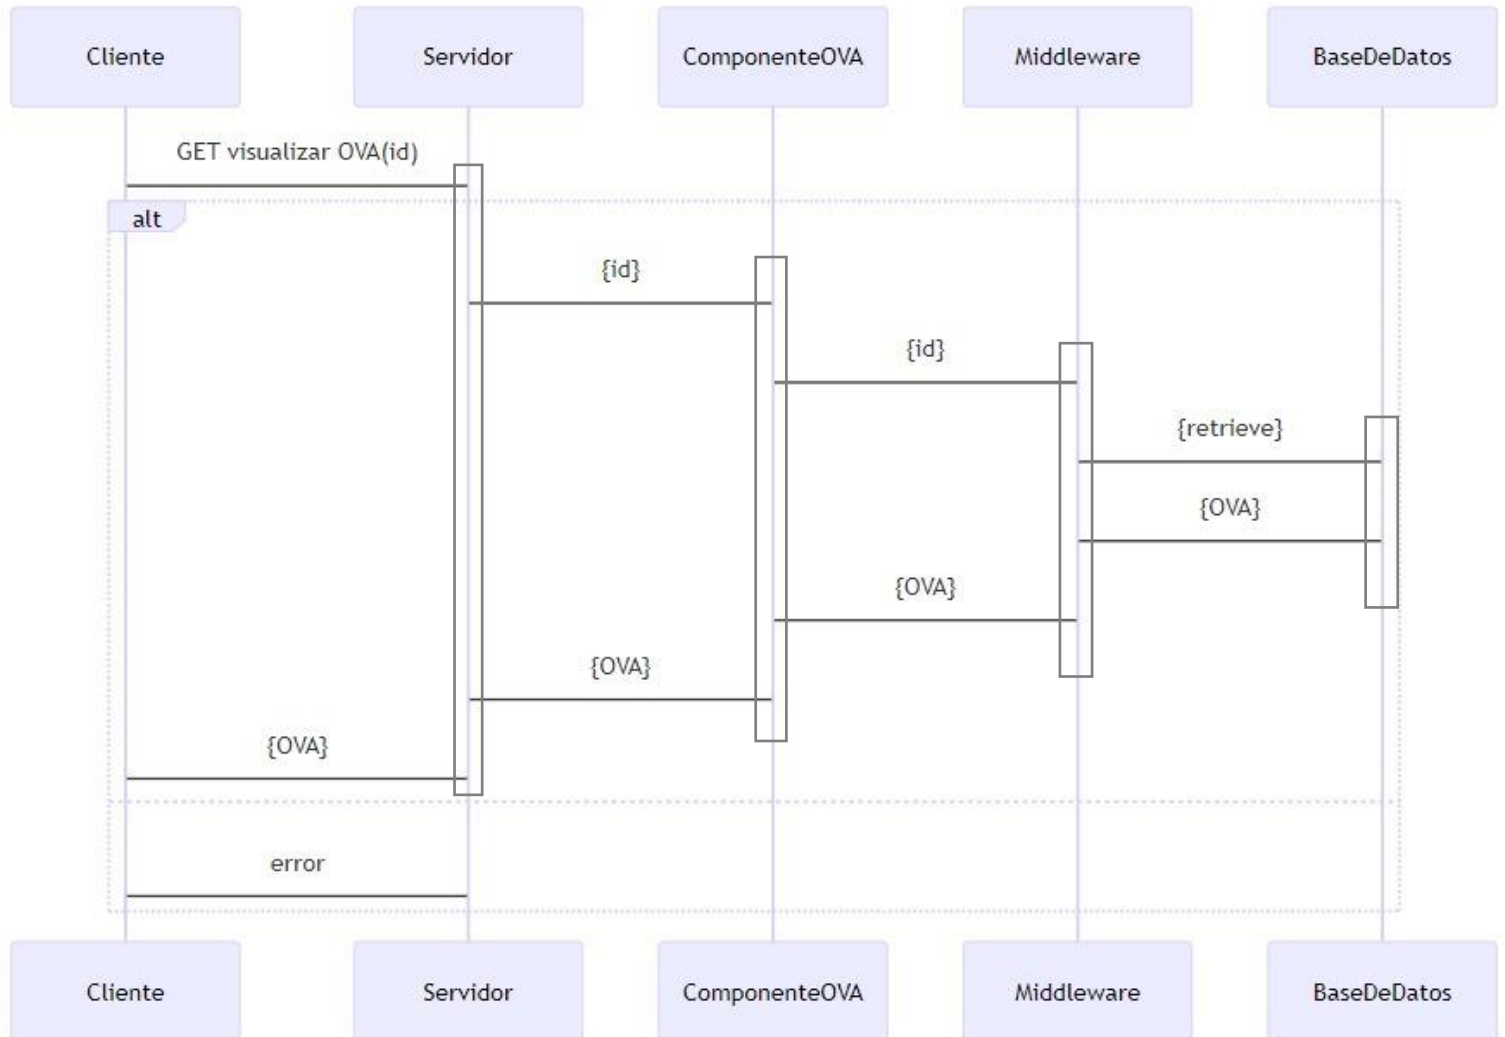 Cliente
Servidor
ComponenteOVA
Middleware
BaseDeDatos
GET visualizar OVA(id)
alt
{id}
{id}
{retrieve}
{OVA}
{OVA}
{OVA}
{OVA}
error
Cliente
Servidor
ComponenteOVA
Middleware
BaseDeDatos